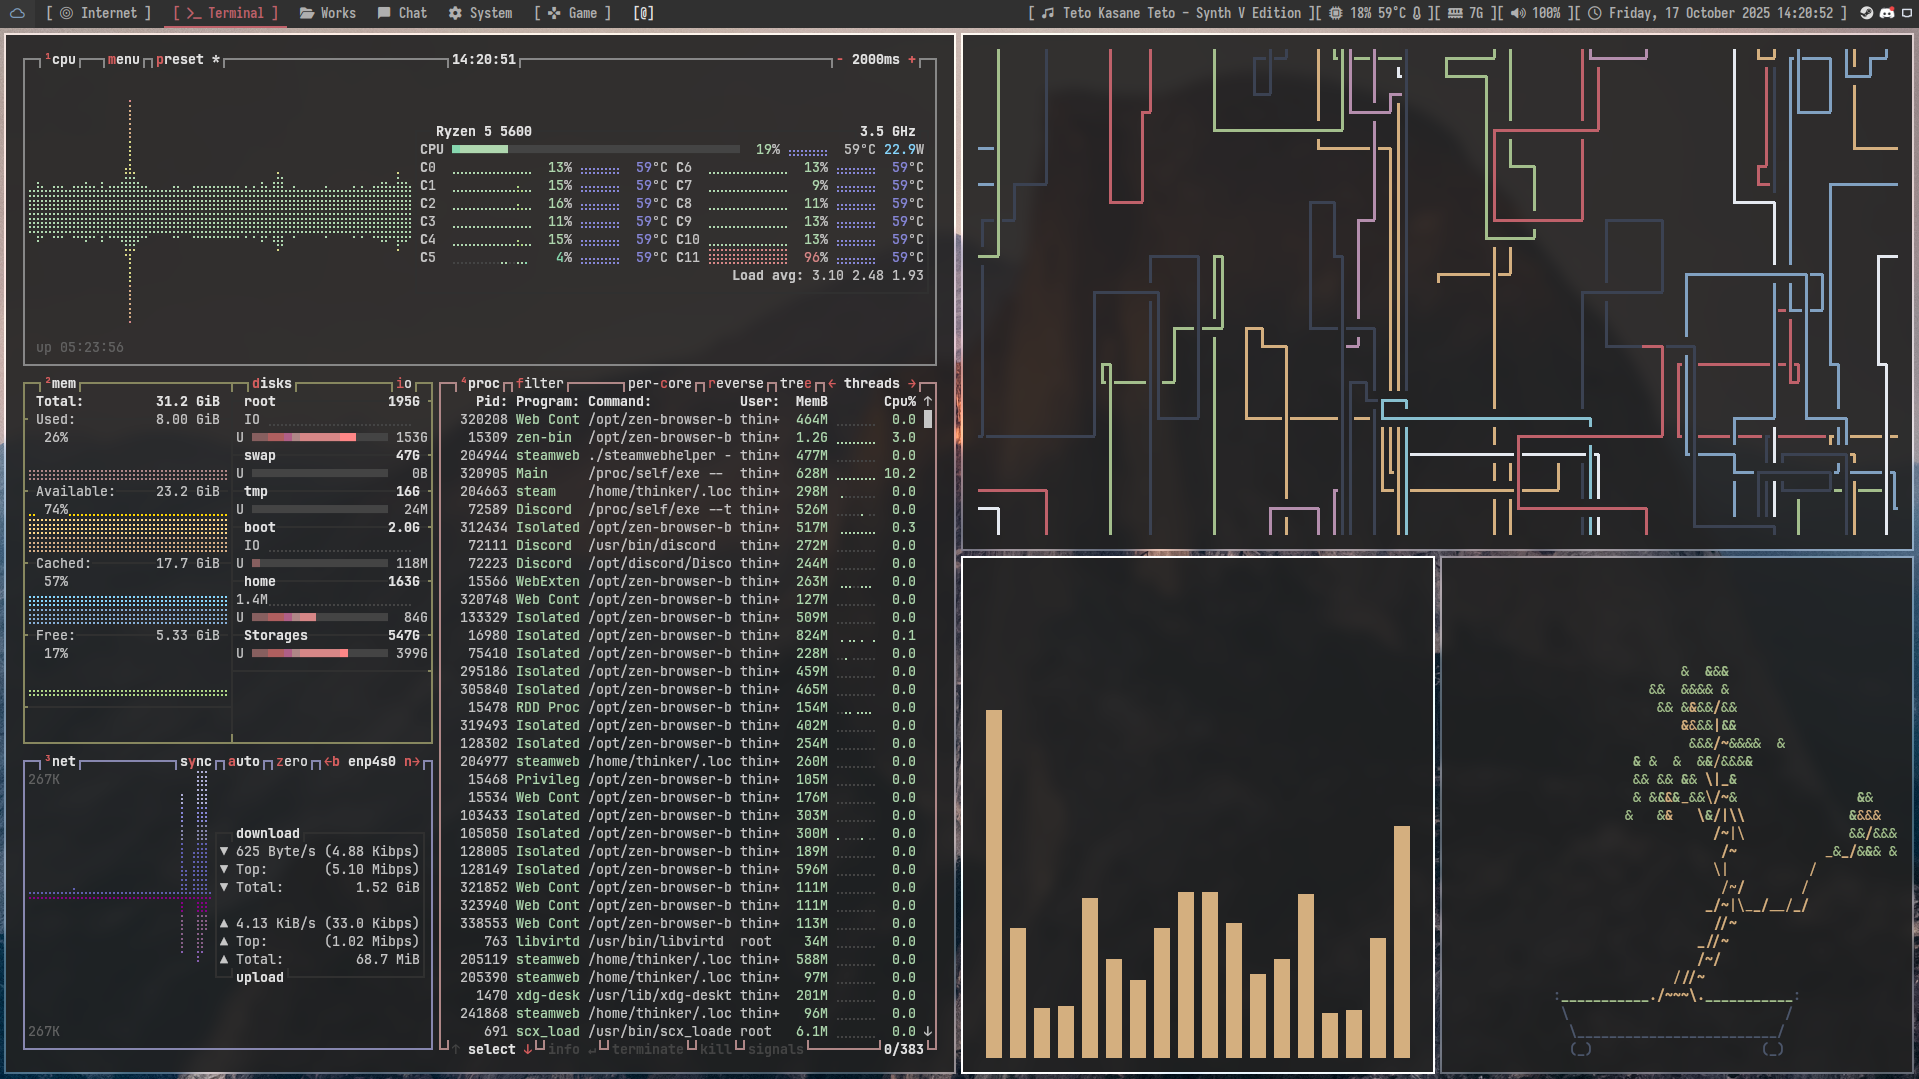 [ Internet ] [ Terminal ] Works Chat System [ Game ] [@] [ Teto Kasane Teto - Synth V Edition ][ 18% 59°C ][ 7G ][ 100% ][ Friday, 17 October 2025 14:20:52 ]
¹cpu menu preset * 14:20:51 - 2000ms +
Ryzen 5 5600 3.5 GHz
CPU 19% 59°C 22.9W
C0 13% 59°C C6 13% 59°C
C1 15% 59°C C7 9% 59°C
C2 16% 59°C C8 11% 59°C
C3 11% 59°C C9 13% 59°C
C4 15% 59°C C10 13% 59°C
C5 4% 59°C C11 96% 59°C
Load avg: 3.10 2.48 1.93
up 05:23:56
²mem disks io
Total: 31.2 GiB
Used: 8.00 GiB
26%
Available: 23.2 GiB
74%
Cached: 17.7 GiB
57%
Free: 5.33 GiB
17%
root 195G
IO
U 153G
swap 47G
U 0B
tmp 16G
U 24M
boot 2.0G
IO
U 118M
home 163G
1.4M
U 84G
Storages 547G
U 399G
³net sync auto zero ←b enp4s0 n→
267K
download
▼ 625 Byte/s (4.88 Kibps)
▼ Top: (5.10 Mibps)
▼ Total: 1.52 GiB
▲ 4.13 KiB/s (33.0 Kibps)
▲ Top: (1.02 Mibps)
▲ Total: 68.7 MiB
upload
267K
⁴proc filter per-core reverse tree ← threads →
Pid: Program: Command: User: MemB Cpu% ↑
320208 Web Cont /opt/zen-browser-b thin+ 464M 0.0
15309 zen-bin /opt/zen-browser-b thin+ 1.2G 3.0
204944 steamweb ./steamwebhelper - thin+ 477M 0.0
320905 Main /proc/self/exe -- thin+ 628M 10.2
204663 steam /home/thinker/.loc thin+ 298M 0.0
72589 Discord /proc/self/exe --t thin+ 526M 0.0
312434 Isolated /opt/zen-browser-b thin+ 517M 0.3
72111 Discord /usr/bin/discord thin+ 272M 0.0
72223 Discord /opt/discord/Disco thin+ 244M 0.0
15566 WebExten /opt/zen-browser-b thin+ 263M 0.0
320748 Web Cont /opt/zen-browser-b thin+ 127M 0.0
133329 Isolated /opt/zen-browser-b thin+ 509M 0.0
16980 Isolated /opt/zen-browser-b thin+ 824M 0.1
75410 Isolated /opt/zen-browser-b thin+ 228M 0.0
295186 Isolated /opt/zen-browser-b thin+ 459M 0.0
305840 Isolated /opt/zen-browser-b thin+ 465M 0.0
15478 RDD Proc /opt/zen-browser-b thin+ 154M 0.0
319493 Isolated /opt/zen-browser-b thin+ 402M 0.0
128302 Isolated /opt/zen-browser-b thin+ 254M 0.0
204977 steamweb /home/thinker/.loc thin+ 260M 0.0
15468 Privileg /opt/zen-browser-b thin+ 105M 0.0
15534 Web Cont /opt/zen-browser-b thin+ 176M 0.0
103433 Isolated /opt/zen-browser-b thin+ 303M 0.0
105050 Isolated /opt/zen-browser-b thin+ 300M 0.0
128005 Isolated /opt/zen-browser-b thin+ 189M 0.0
128149 Isolated /opt/zen-browser-b thin+ 596M 0.0
321852 Web Cont /opt/zen-browser-b thin+ 111M 0.0
323940 Web Cont /opt/zen-browser-b thin+ 111M 0.0
338553 Web Cont /opt/zen-browser-b thin+ 113M 0.0
763 libvirtd /usr/bin/libvirtd root 34M 0.0
205119 steamweb /home/thinker/.loc thin+ 588M 0.0
205390 steamweb /home/thinker/.loc thin+ 97M 0.0
1470 xdg-desk /usr/lib/xdg-deskt thin+ 201M 0.0
241868 steamweb /home/thinker/.loc thin+ 96M 0.0
691 scx_load /usr/bin/scx_loade root 6.1M 0.0 ↓
↑ select ↓ info ↵ terminate kill signals 0/383
& &&&
&& &&&& &
&& &&&&/&&
&&&&|&&
&&&/~&&&& &
& & & &&/&&&&
&& && && \|_&
& &&&&_&&\/~&
& && \&/|\\
/~|\
/~
\|
/~/
_/~|\__/__/_/
//~
_//~
/~/
///~
:___________./~~~\.___________:
\ /
\_________________________/
(_) (_)
&&
&&&&
&&/&&&
_&_/&&& &
/
/